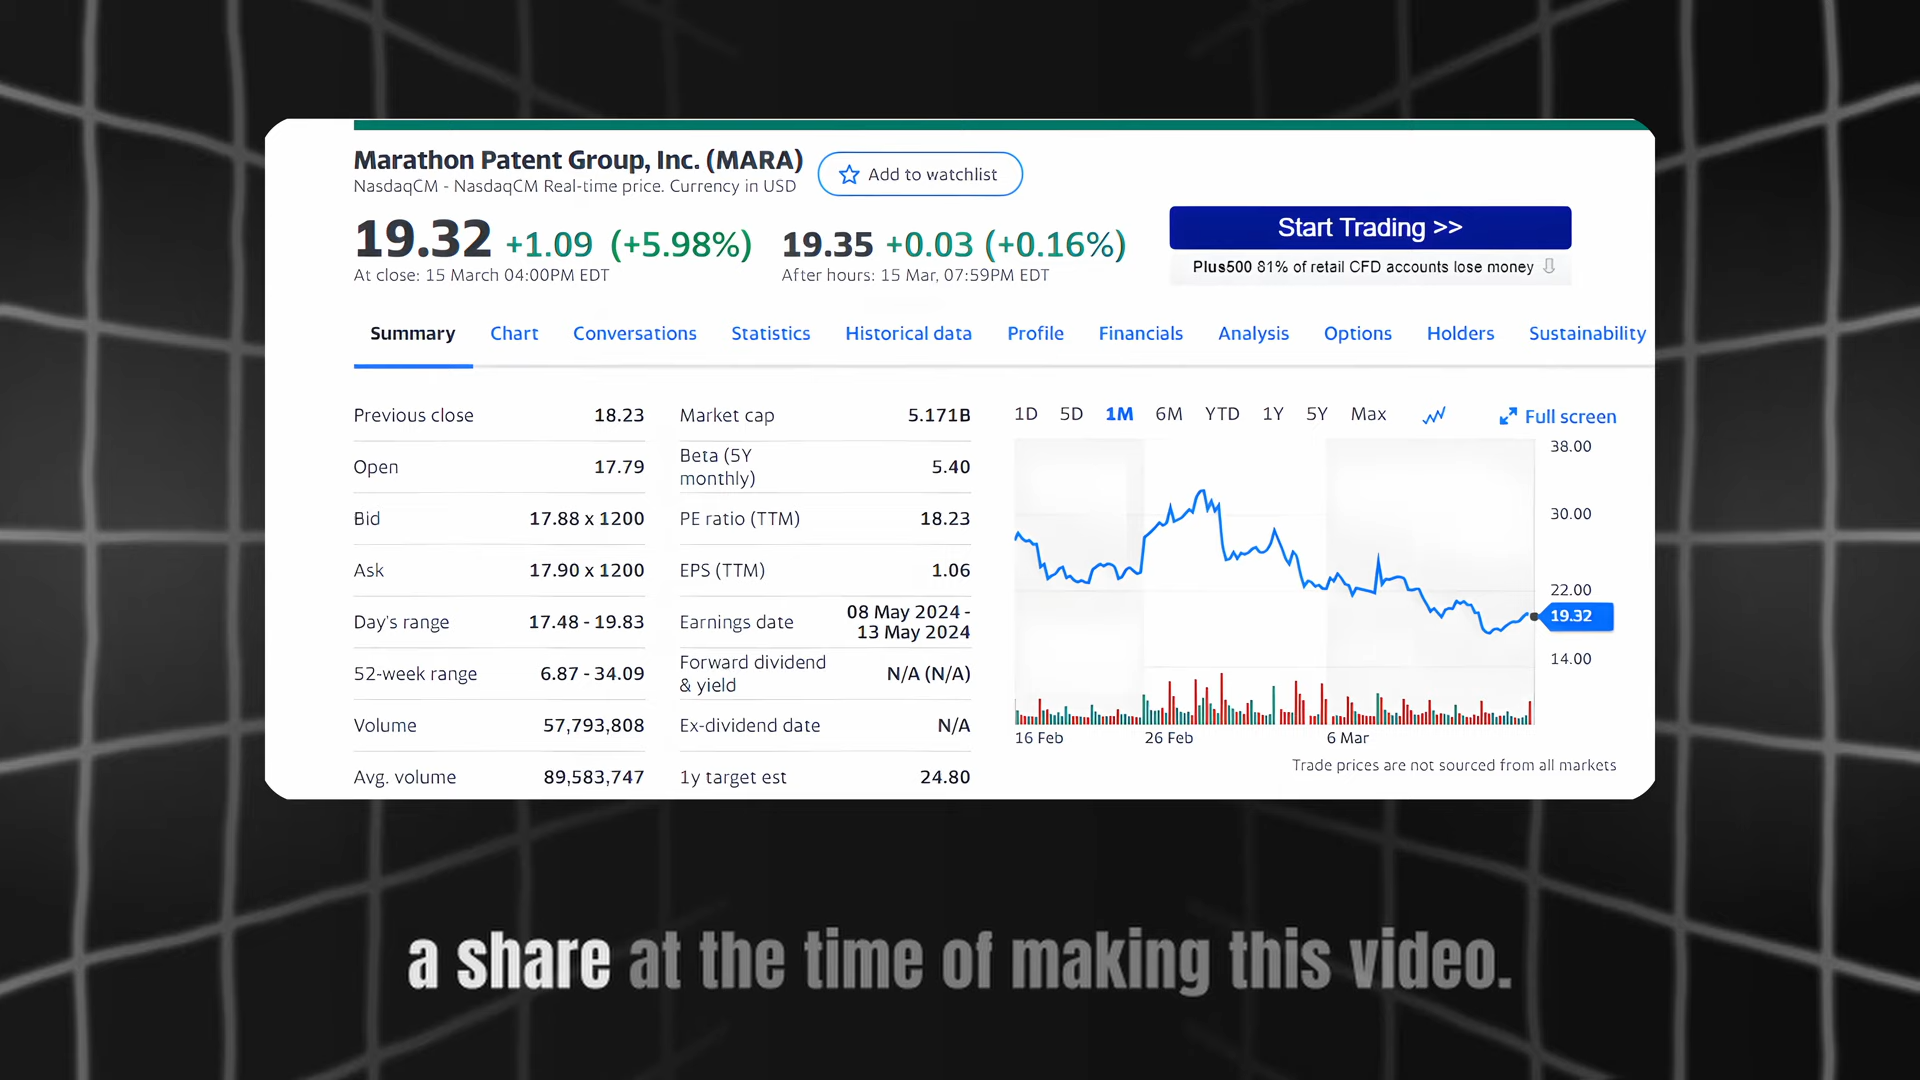 Marathon Patent Group, Inc. (MARA)
NasdaqCM - NasdaqCM Real-time price. Currency in USD
Add to watchlist
19.32 +1.09 (+5.98%)
At close: 15 March 04:00PM EDT
19.35 +0.03 (+0.16%)
After hours: 15 Mar, 07:59PM EDT
Start Trading >>
Plus500 81% of retail CFD accounts lose money
Summary Chart Conversations Statistics Historical data Profile Financials Analysis Options Holders Sustainability
Previous close 18.23
Open 17.79
Bid 17.88 x 1200
Ask 17.90 x 1200
Day's range 17.48 - 19.83
52-week range 6.87 - 34.09
Volume 57,793,808
Avg. volume 89,583,747
Market cap 5.171B
Beta (5Y
monthly) 5.40
PE ratio (TTM) 18.23
EPS (TTM) 1.06
Earnings date 08 May 2024 -
13 May 2024
Forward dividend
& yield N/A (N/A)
Ex-dividend date N/A
1y target est 24.80
1D 5D 1M 6M YTD 1Y 5Y Max
Full screen
38.00
30.00
22.00
19.32
14.00
16 Feb 26 Feb 6 Mar
Trade prices are not sourced from all markets
a share at the time of making this video.